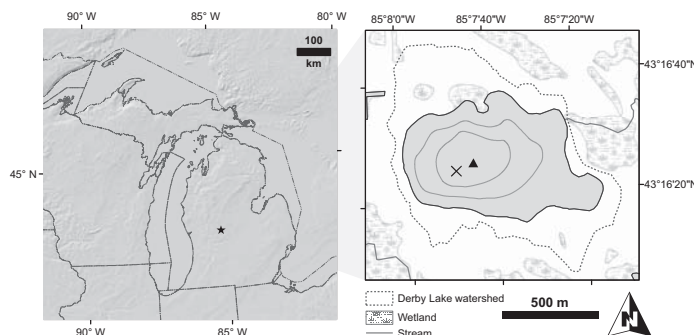 90° W 85° W 80° W
100
km
45° N
90° W 85° W
85°8'0"W 85°7'40"W 85°7'20"W
43°16'40"N
43°16'20"N
Derby Lake watershed
Wetland
Stream
500 m
N